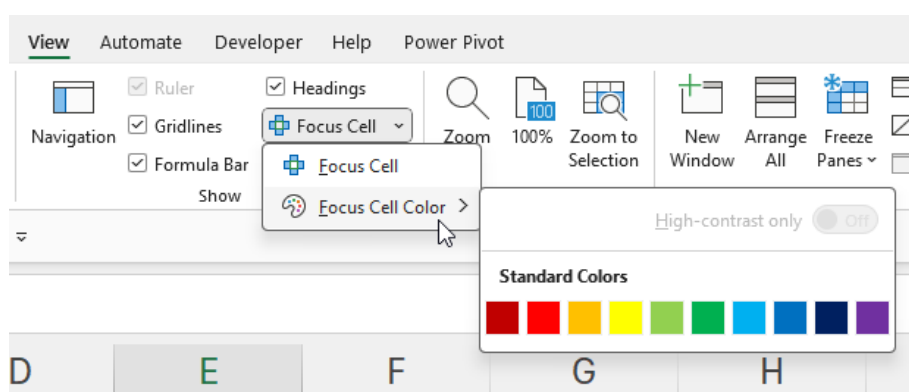 View Automate Developer Help Power Pivot
Navigation
Ruler
Gridlines
Formula Bar
Headings
Focus Cell
Show
Focus Cell
Focus Cell Color
Zoom
100
100%
Zoom to
Selection
New
Window
Arrange
All
Freeze
Panes
High-contrast only Off
Standard Colors
D E F G H